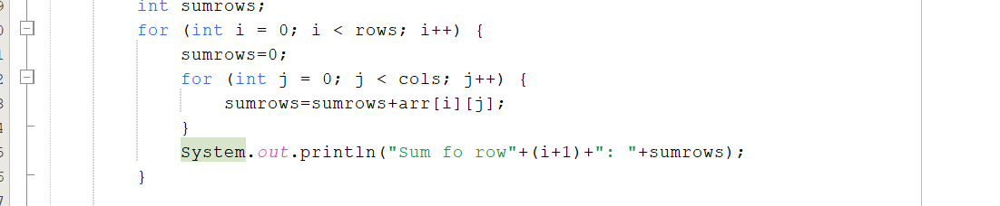 int sumrows;
for (int i = 0; i < rows; i++) {
sumrows=0;
for (int j = 0; j < cols; j++) {
sumrows=sumrows+arr[i][j];
}
System.out.println("Sum fo row"+(i+1)+": "+sumrows);
}